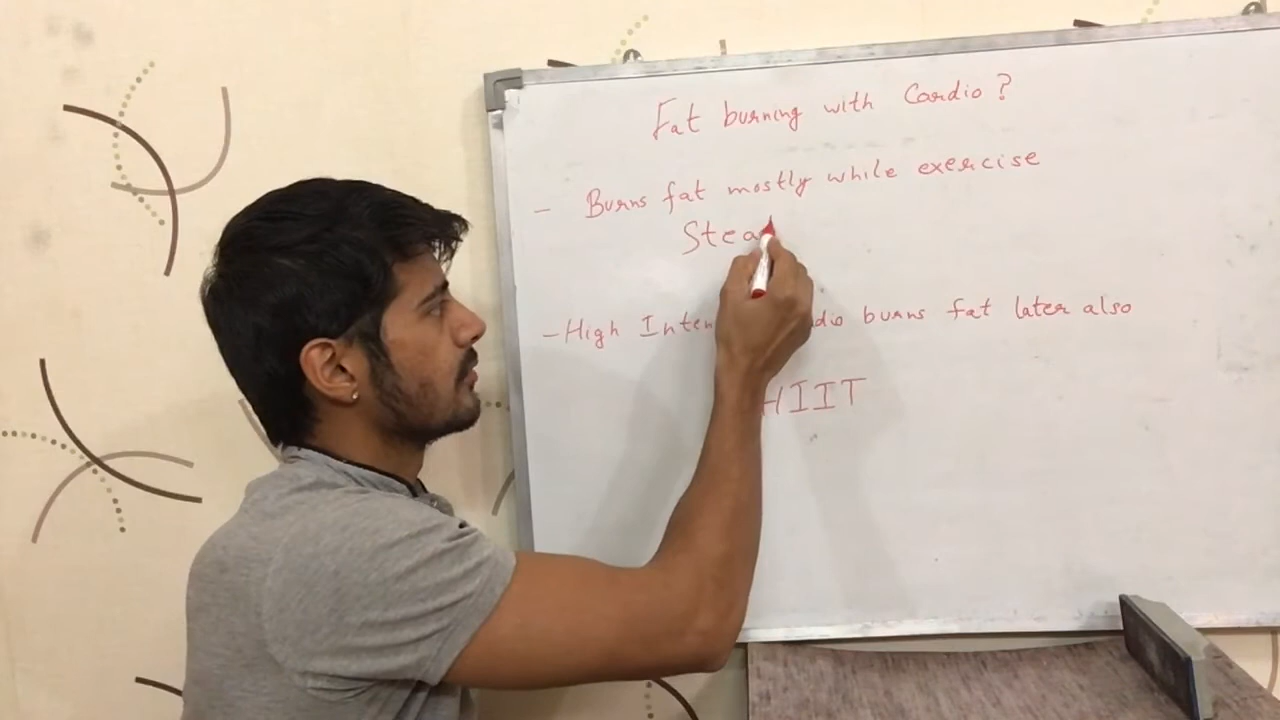 Fat burning with Cardio?
- Burns fat mostly while exercise
Stea
- High Inten dio burns fat later also
HIIT